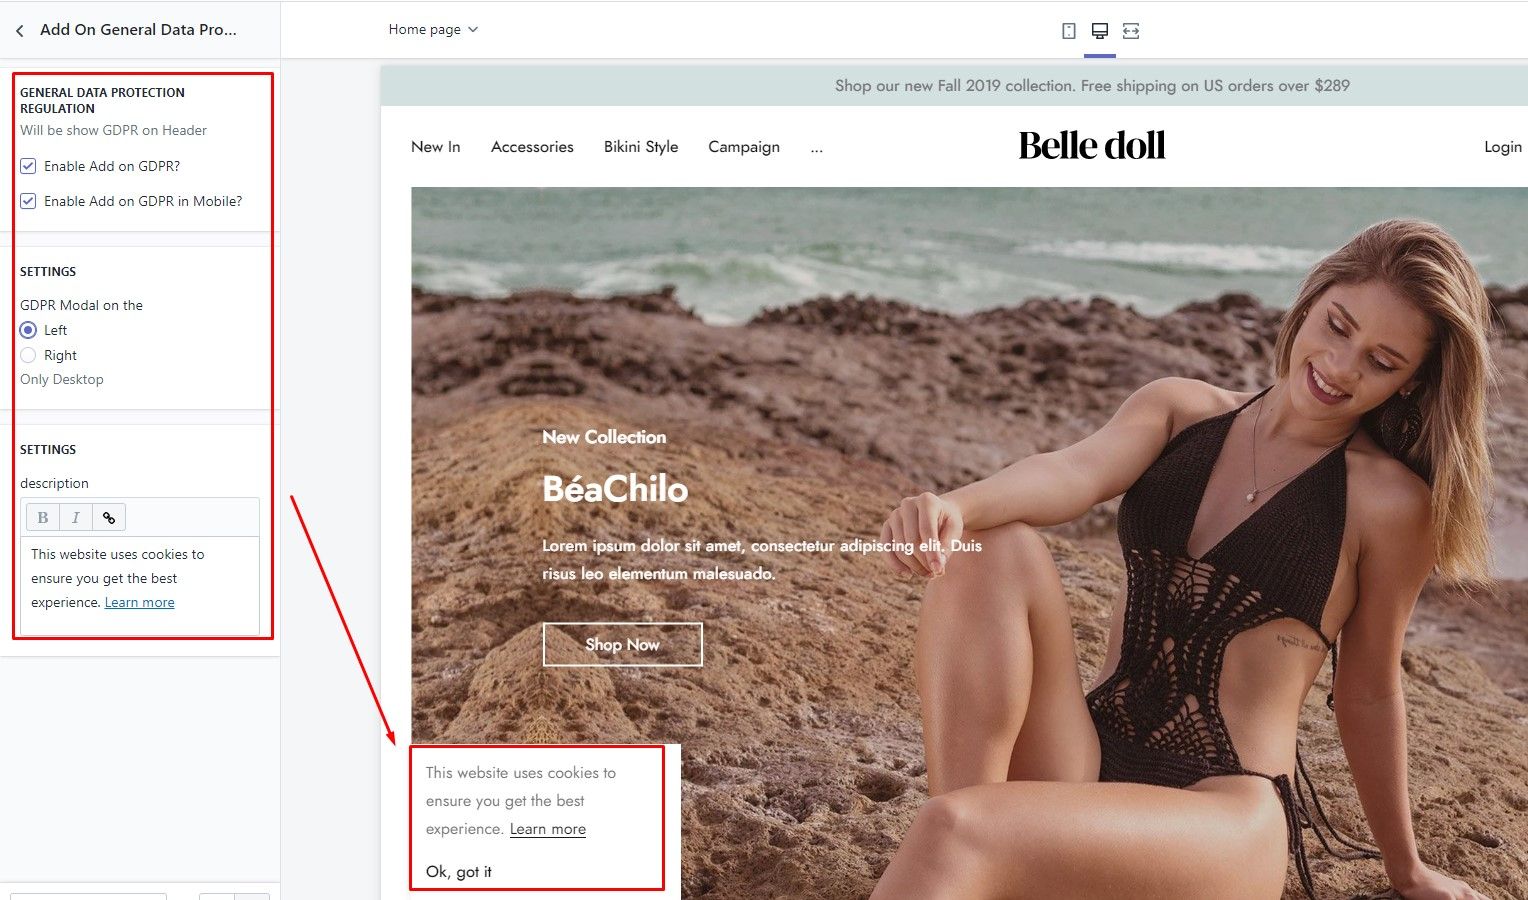 Add On General Data Pro...
GENERAL DATA PROTECTION
REGULATION
Will be show GDPR on Header
Enable Add on GDPR?
Enable Add on GDPR in Mobile?
SETTINGS
GDPR Modal on the
Left
Right
Only Desktop
SETTINGS
description
B I
This website uses cookies to
ensure you get the best
experience. Learn more
Home page
Shop our new Fall 2019 collection. Free shipping on US orders over $289
New In Accessories Bikini Style Campaign ... Belle doll Login
New Collection
BéaChilo
Lorem ipsum dolor sit amet, consectetur adipiscing elit. Duis
risus leo elementum malesuado.
Shop Now
This website uses cookies to
ensure you get the best
experience. Learn more
Ok, got it